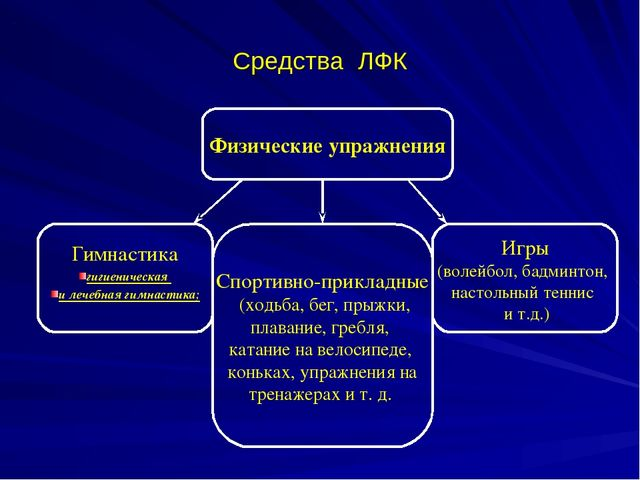 Средства ЛФК
Физические упражнения
Гимнастика
гигиеническая
и лечебная гимнастика;
Спортивно-прикладные
(ходьба, бег, прыжки,
плавание, гребля,
катание на велосипеде,
коньках, упражнения на
тренажерах и т. д.
Игры
(волейбол, бадминтон,
настольный теннис
и т.д.)